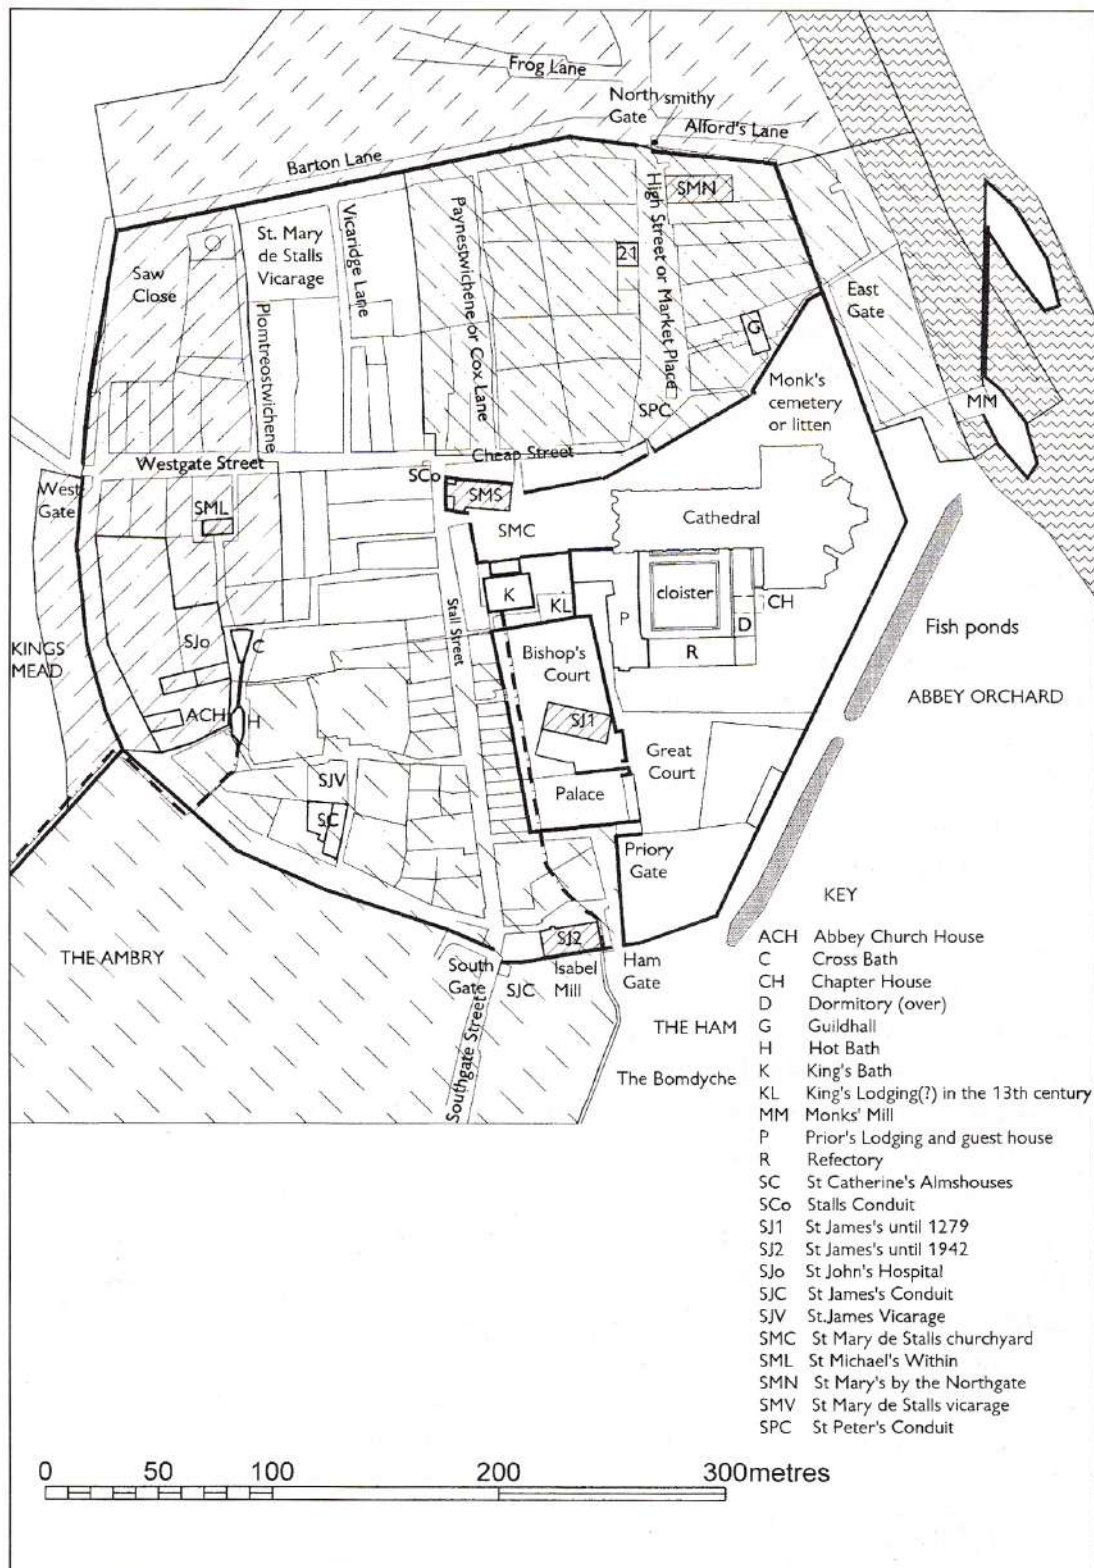 Frog Lane
North smithy
Gate
Alford's Lane
Barton Lane
SMN
High Street or Market Place
St. Mary
de Stalls
Vicarage
Vicaridge Lane
Paynestwichene or Cox Lane
21
Saw
Close
Plomtreostwichene
East
Gate
G
Monk's
cemetery
or litten
MM
SPC
Westgate Street
Cheap Street
West
Gate
SCo
SMS
SML
SMC
Cathedral
K
KL
cloister
CH
P
D
R
Stall Street
KINGS
MEAD
SJo
C
Bishop's
Court
Fish ponds
ABBEY ORCHARD
ACH
H
SJ1
Great
Court
SJV
Palace
SC
Priory
Gate
THE AMBRY
South
Gate
SJC
SJ2
Isabel
Mill
Ham
Gate
THE HAM
Southgate Street
The Bomdyche
KEY
ACH Abbey Church House
C Cross Bath
CH Chapter House
D Dormitory (over)
G Guildhall
H Hot Bath
K King's Bath
KL King's Lodging(?) in the 13th century
MM Monks' Mill
P Prior's Lodging and guest house
R Refectory
SC St Catherine's Almshouses
SCo Stalls Conduit
SJ1 St James's until 1279
SJ2 St James's until 1942
SJo St John's Hospital
SJC St James's Conduit
SJV St.James Vicarage
SMC St Mary de Stalls churchyard
SML St Michael's Within
SMN St Mary's by the Northgate
SMV St Mary de Stalls vicarage
SPC St Peter's Conduit
0 50 100 200 300metres